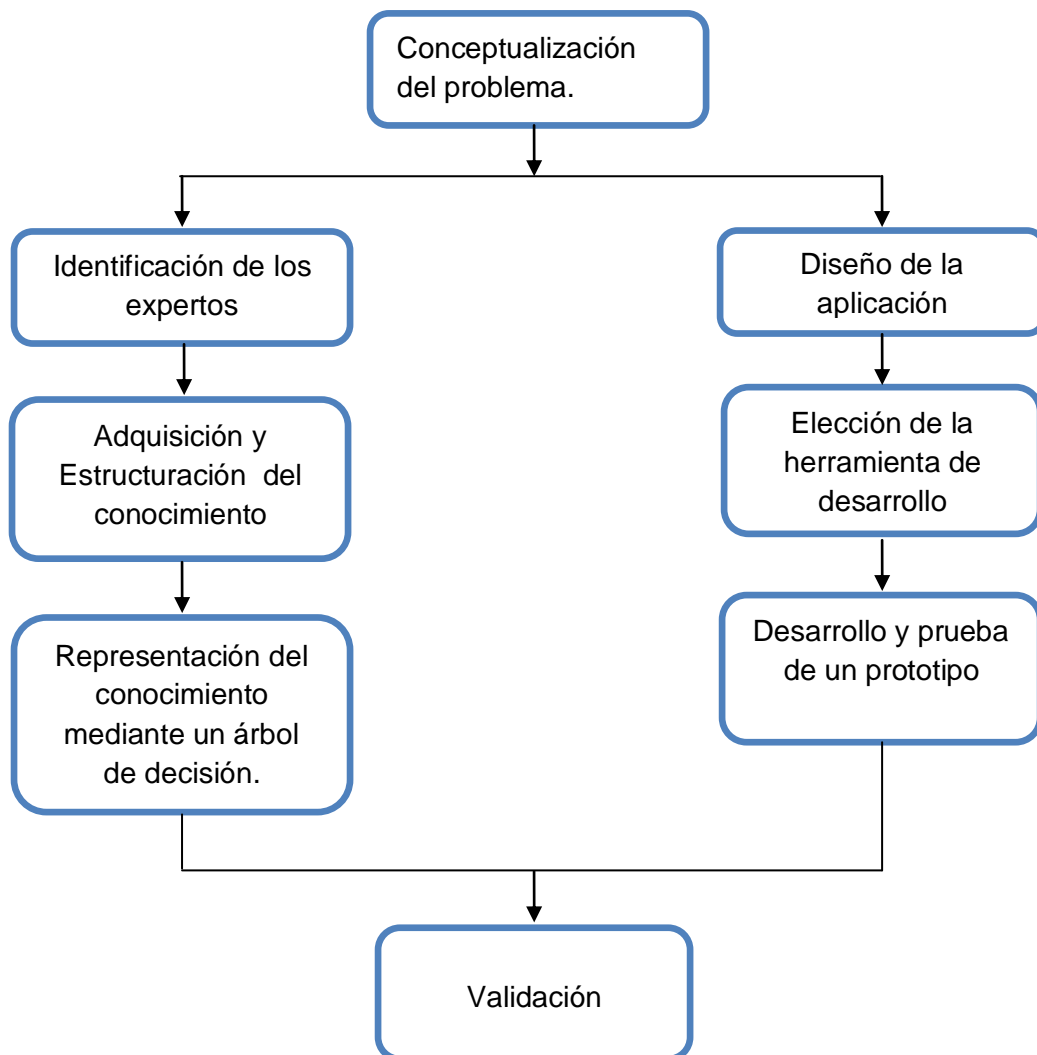 Conceptualización
del problema.
Identificación de los
expertos
Adquisición y
Estructuración  del
conocimiento
Representación del
conocimiento
mediante un árbol
de decisión.
Diseño de la
aplicación
Elección de la
herramienta de
desarrollo
Desarrollo y prueba
de un prototipo
Validación